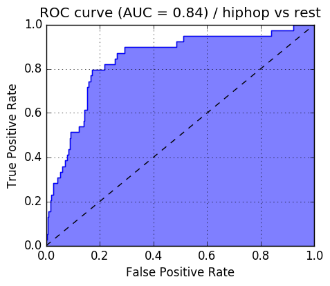 ROC curve (AUC = 0.84) / hiphop vs rest
True Positive Rate
1.0
0.8
0.6
0.4
0.2
0.0
0.0 0.2 0.4 0.6 0.8 1.0
False Positive Rate